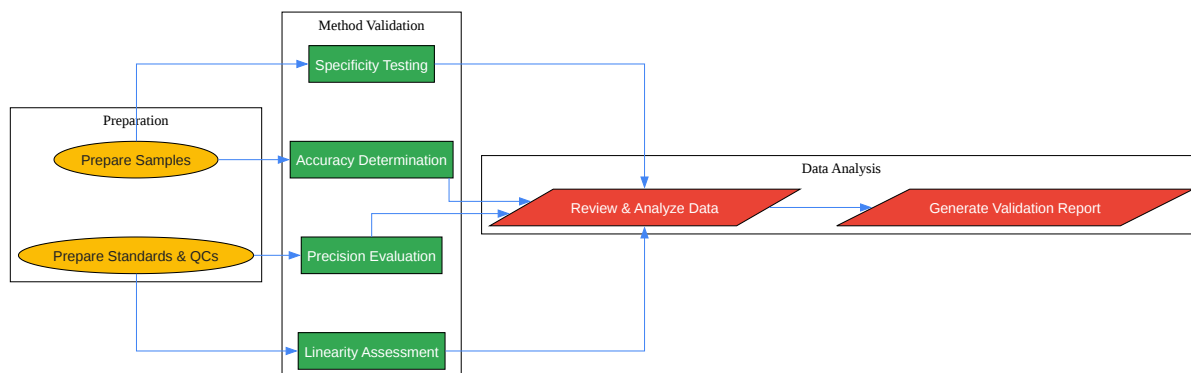 Method Validation
Specificity Testing
Preparation
Prepare Samples
Accuracy Determination
Data Analysis
Review & Analyze Data
Generate Validation Report
Prepare Standards & QCs
Precision Evaluation
Linearity Assessment